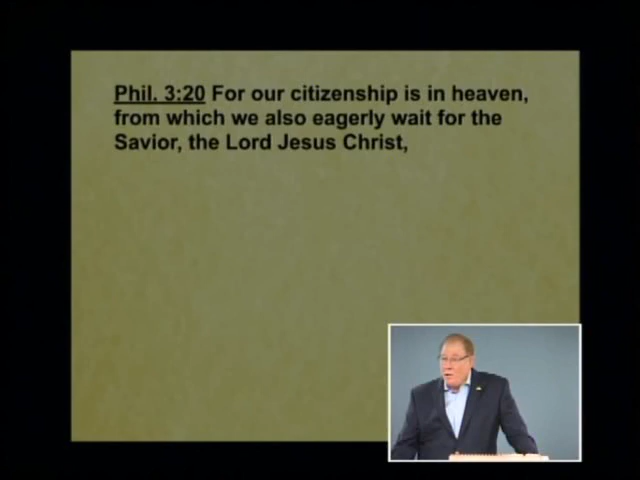 Phil. 3:20 For our citizenship is in heaven,
from which we also eagerly wait for the
Savior, the Lord Jesus Christ,